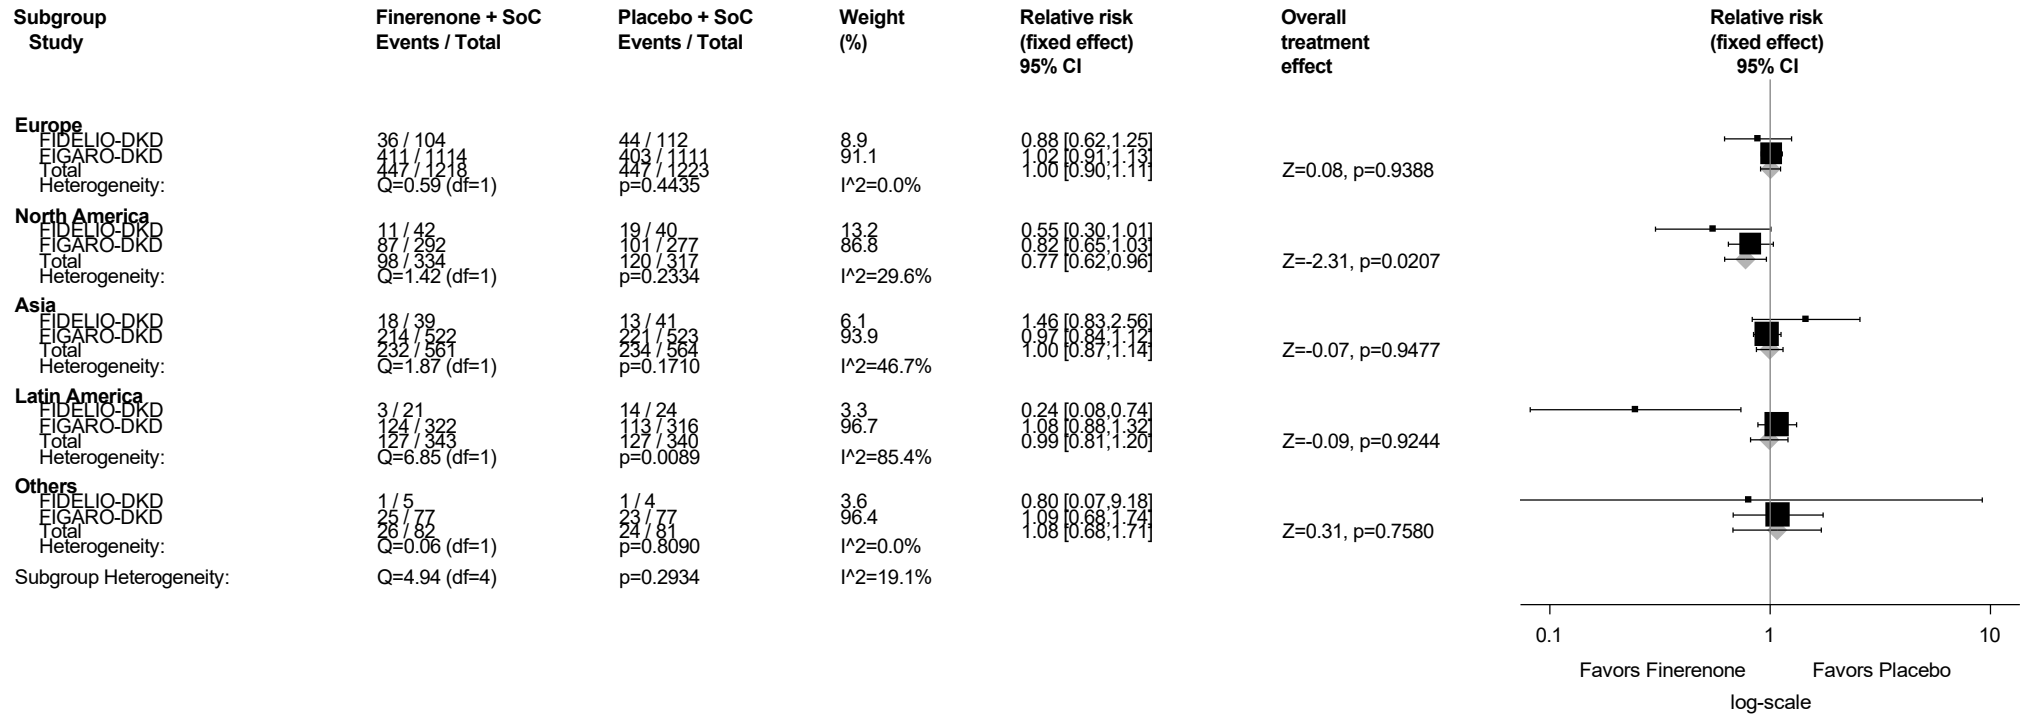 Subgroup Finerenone + SoC Placebo + SoC Weight Relative risk Overall Relative risk
Study Events / Total Events / Total (%) (fixed effect) treatment (fixed effect)
95% CI effect 95% CI
Europe
FIDELIO-DKD 36 / 104 44 / 112 8.9 0.88 [0.62,1.25]
FIGARO-DKD 411 / 1114 403 / 1111 91.1 1.02 [0.91,1.13]
Total 447 / 1218 447 / 1223 1.00 [0.90,1.11] Z=0.08, p=0.9388
Heterogeneity: Q=0.59 (df=1) p=0.4435 I^2=0.0%
North America
FIDELIO-DKD 11 / 42 19 / 40 13.2 0.55 [0.30,1.01]
FIGARO-DKD 87 / 292 101 / 277 86.8 0.82 [0.65,1.03]
Total 98 / 334 120 / 317 0.77 [0.62,0.96] Z=-2.31, p=0.0207
Heterogeneity: Q=1.42 (df=1) p=0.2334 I^2=29.6%
Asia
FIDELIO-DKD 18 / 39 13 / 41 6.1 1.46 [0.83,2.56]
FIGARO-DKD 214 / 522 221 / 523 93.9 0.97 [0.84,1.12]
Total 232 / 561 234 / 564 1.00 [0.87,1.14] Z=-0.07, p=0.9477
Heterogeneity: Q=1.87 (df=1) p=0.1710 I^2=46.7%
Latin America
FIDELIO-DKD 3 / 21 14 / 24 3.3 0.24 [0.08,0.74]
FIGARO-DKD 124 / 322 113 / 316 96.7 1.08 [0.88,1.32]
Total 127 / 343 127 / 340 0.99 [0.81,1.20] Z=-0.09, p=0.9244
Heterogeneity: Q=6.85 (df=1) p=0.0089 I^2=85.4%
Others
FIDELIO-DKD 1 / 5 1 / 4 3.6 0.80 [0.07,9.18]
FIGARO-DKD 25 / 77 23 / 77 96.4 1.09 [0.68,1.74]
Total 26 / 82 24 / 81 1.08 [0.68,1.71] Z=0.31, p=0.7580
Heterogeneity: Q=0.06 (df=1) p=0.8090 I^2=0.0%
Subgroup Heterogeneity: Q=4.94 (df=4) p=0.2934 I^2=19.1%
0.1 1 10
Favors Finerenone Favors Placebo
log-scale